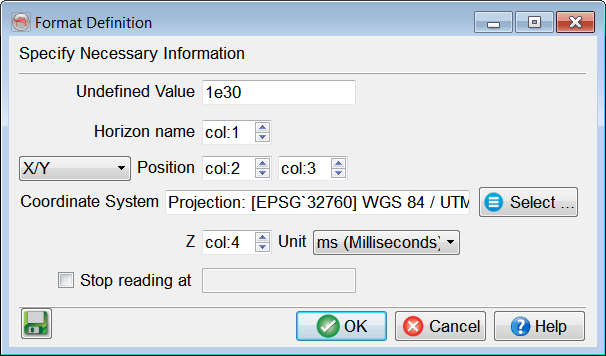 Format Definition
Specify Necessary Information
Undefined Value 1e30
Horizon name col:1
X/Y Position col:2 col:3
Coordinate System Projection: [EPSG`32760] WGS 84 / UTM Select ...
Z col:4 Unit ms (Milliseconds)
Stop reading at
OK Cancel Help